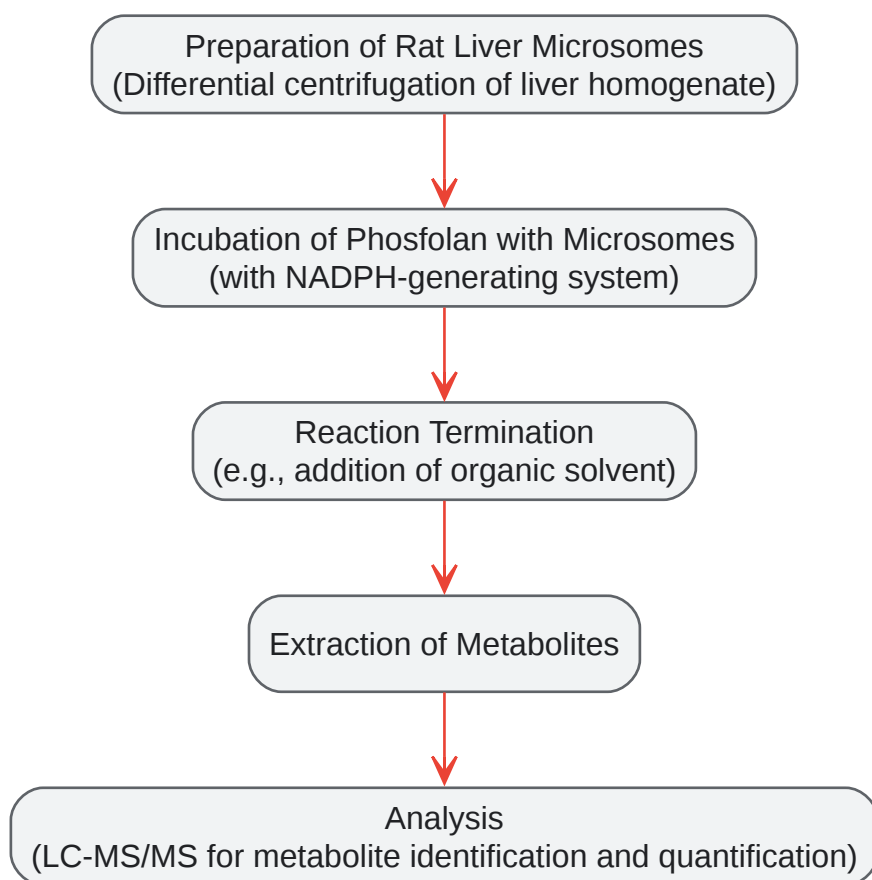 Preparation of Rat Liver Microsomes
(Differential centrifugation of liver homogenate)
Incubation of Phosfolan with Microsomes
(with NADPH-generating system)
Reaction Termination
(e.g., addition of organic solvent)
Extraction of Metabolites
Analysis
(LC-MS/MS for metabolite identification and quantification)